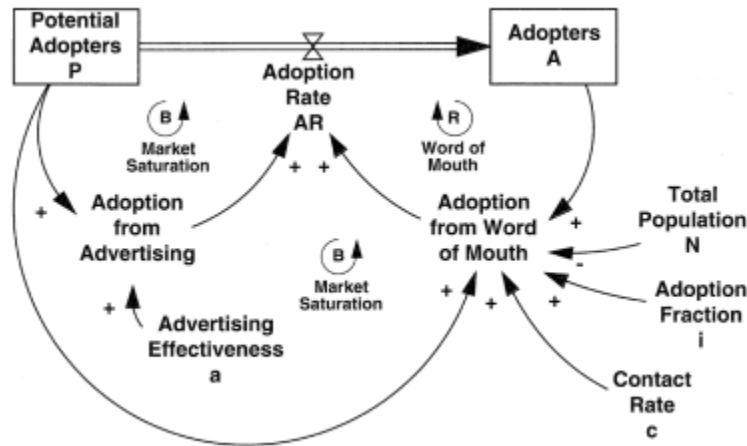 Potential
Adopters
P
Adopters
A
Adoption
Rate
AR
B
Market
Saturation
R
Word of
Mouth
+
+
+
Adoption
from
Advertising
Adoption
from Word
of Mouth
+
Total
Population
N
-
B
Market
Saturation
+
+
+
+
Adoption
Fraction
i
Advertising
Effectiveness
a
Contact
Rate
c